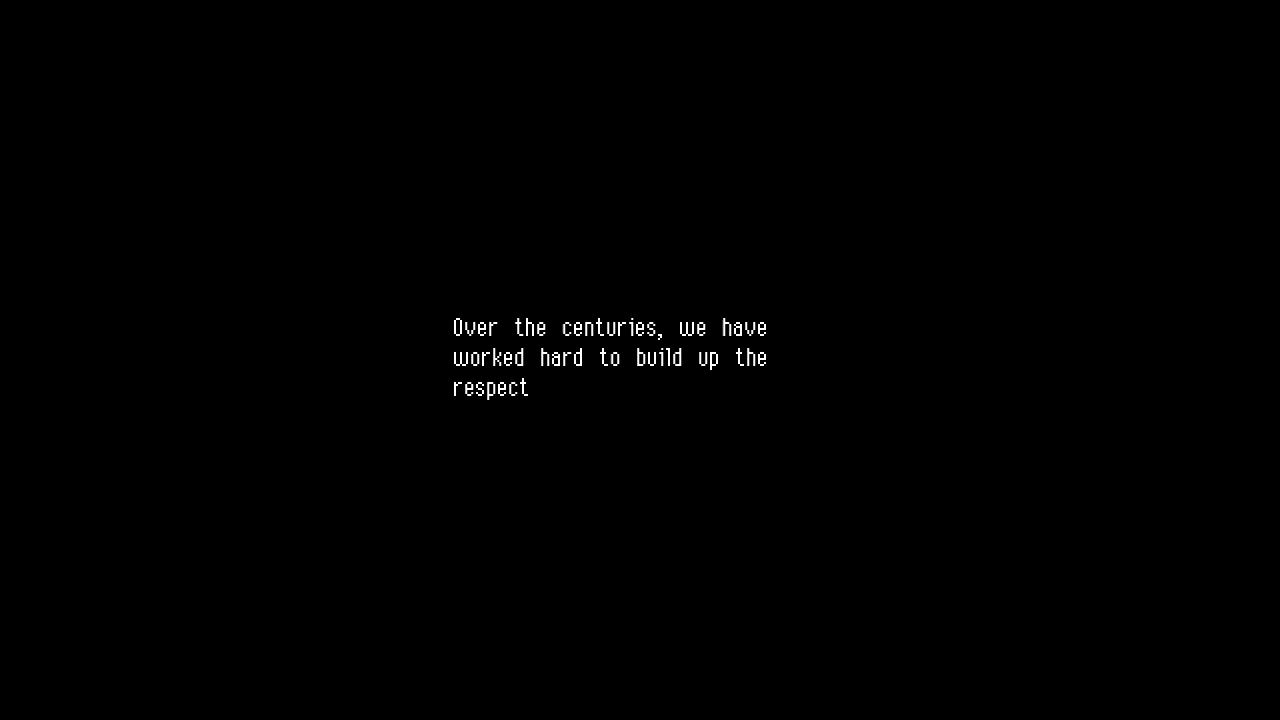 Over the centuries, we have
worked hard to build up the
respect